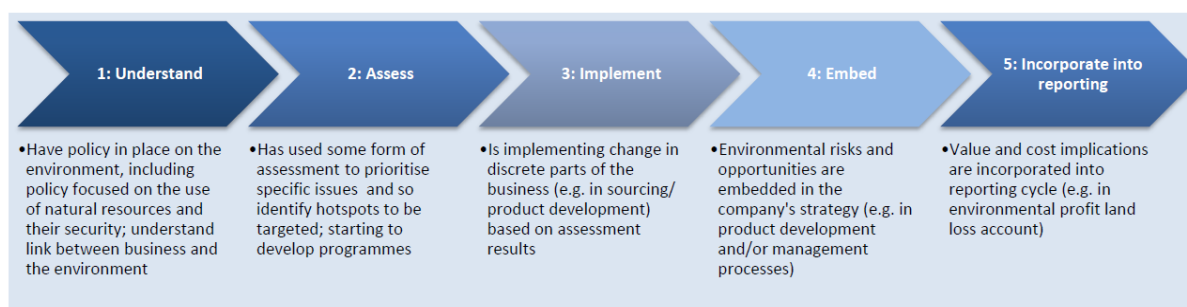 1: Understand
2: Assess
3: Implement
4: Embed
5: Incorporate into
reporting
•Have policy in place on the
environment, including
policy focused on the use
of natural resources and
their security; understand
link between business and
the environment
•Has used some form of
assessment to prioritise
specific issues and so
identify hotspots to be
targeted; starting to
develop programmes
•Is implementing change in
discrete parts of the
business (e.g. in sourcing/
product development)
based on assessment
results
•Environmental risks and
opportunities are
embedded in the
company's strategy (e.g. in
product development
and/or management
processes)
•Value and cost implications
are incorporated into
reporting cycle (e.g. in
environmental profit land
loss account)